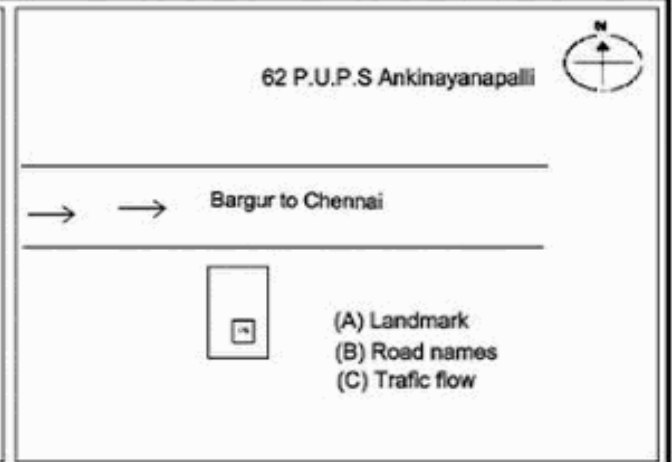 N
62 P.U.P.S Ankinayanapalli
Bargur to Chennai
(A) Landmark
(B) Road names
(C) Trafic flow